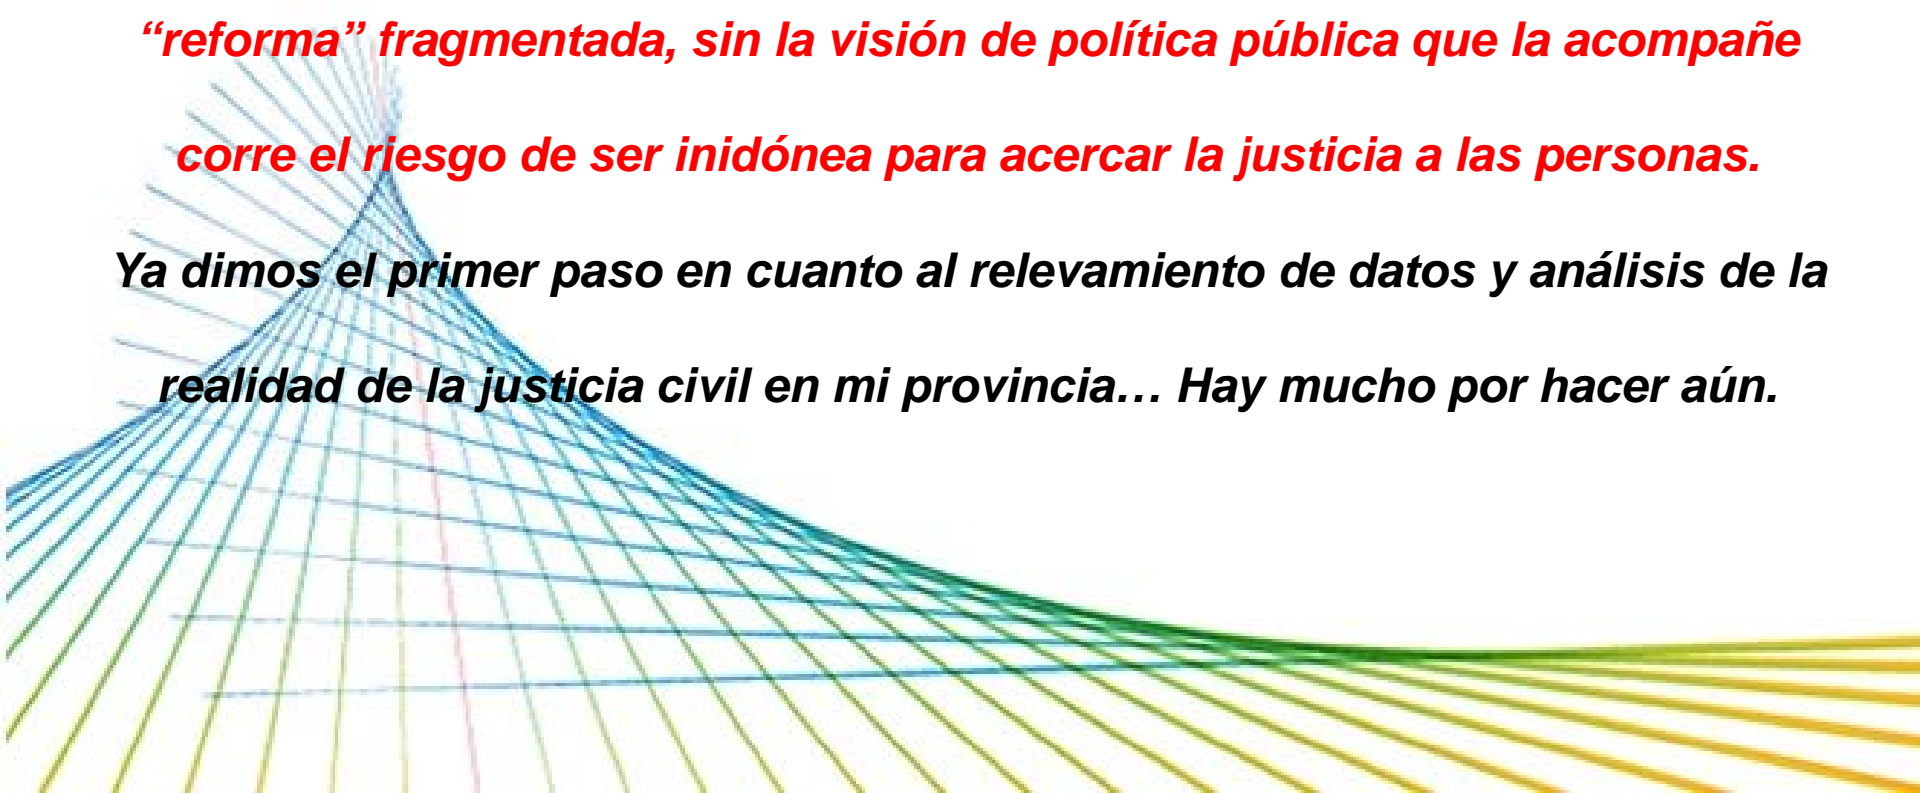 “reforma” fragmentada, sin la visión de política pública que la acompañe
corre el riesgo de ser inidónea para acercar la justicia a las personas.
Ya dimos el primer paso en cuanto al relevamiento de datos y análisis de la
realidad de la justicia civil en mi provincia… Hay mucho por hacer aún.